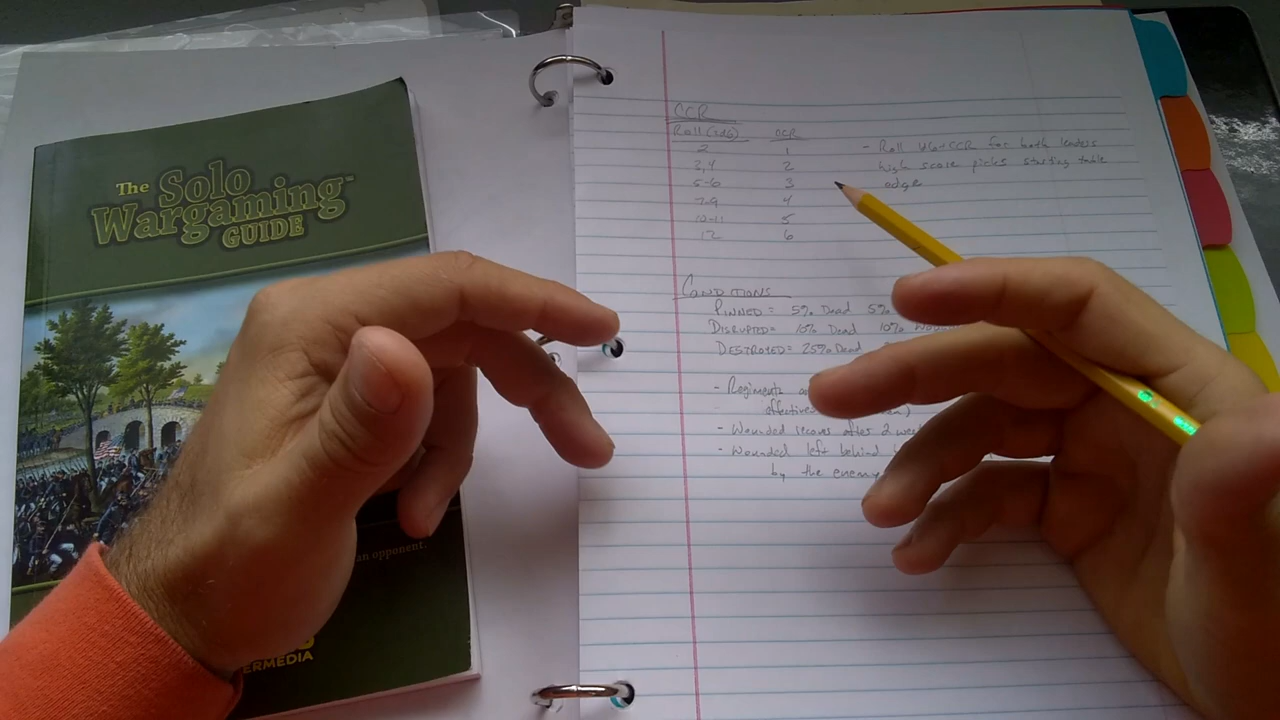 The Solo
Wargaming™
GUIDE
an opponent.
ERMEDIA
CCR
Roll (2d6) CCR
2 1
3,4 2
5-6 3
7-9 4
10-11 5
12 6
- Roll CCR for both leaders
high score picks starting table
edge
CONDITIONS
PINNED = 5% Dead 5%
DISRUPTED = 10% Dead 10%
DESTROYED = 25% Dead
- Regiments
effective
- Wounded recover after 2
- Wounded left behind
by the enemy